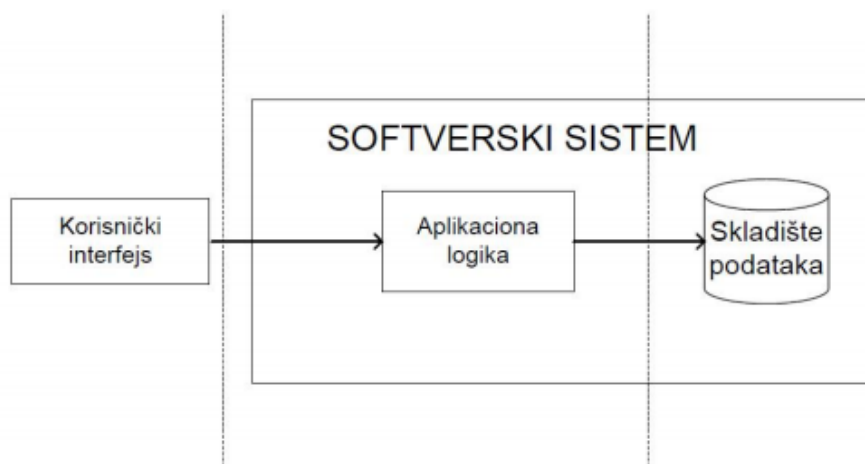 SOFTVERSKI SISTEM
Korisnički
interfejs
Aplikaciona
logika
Skladište
podataka